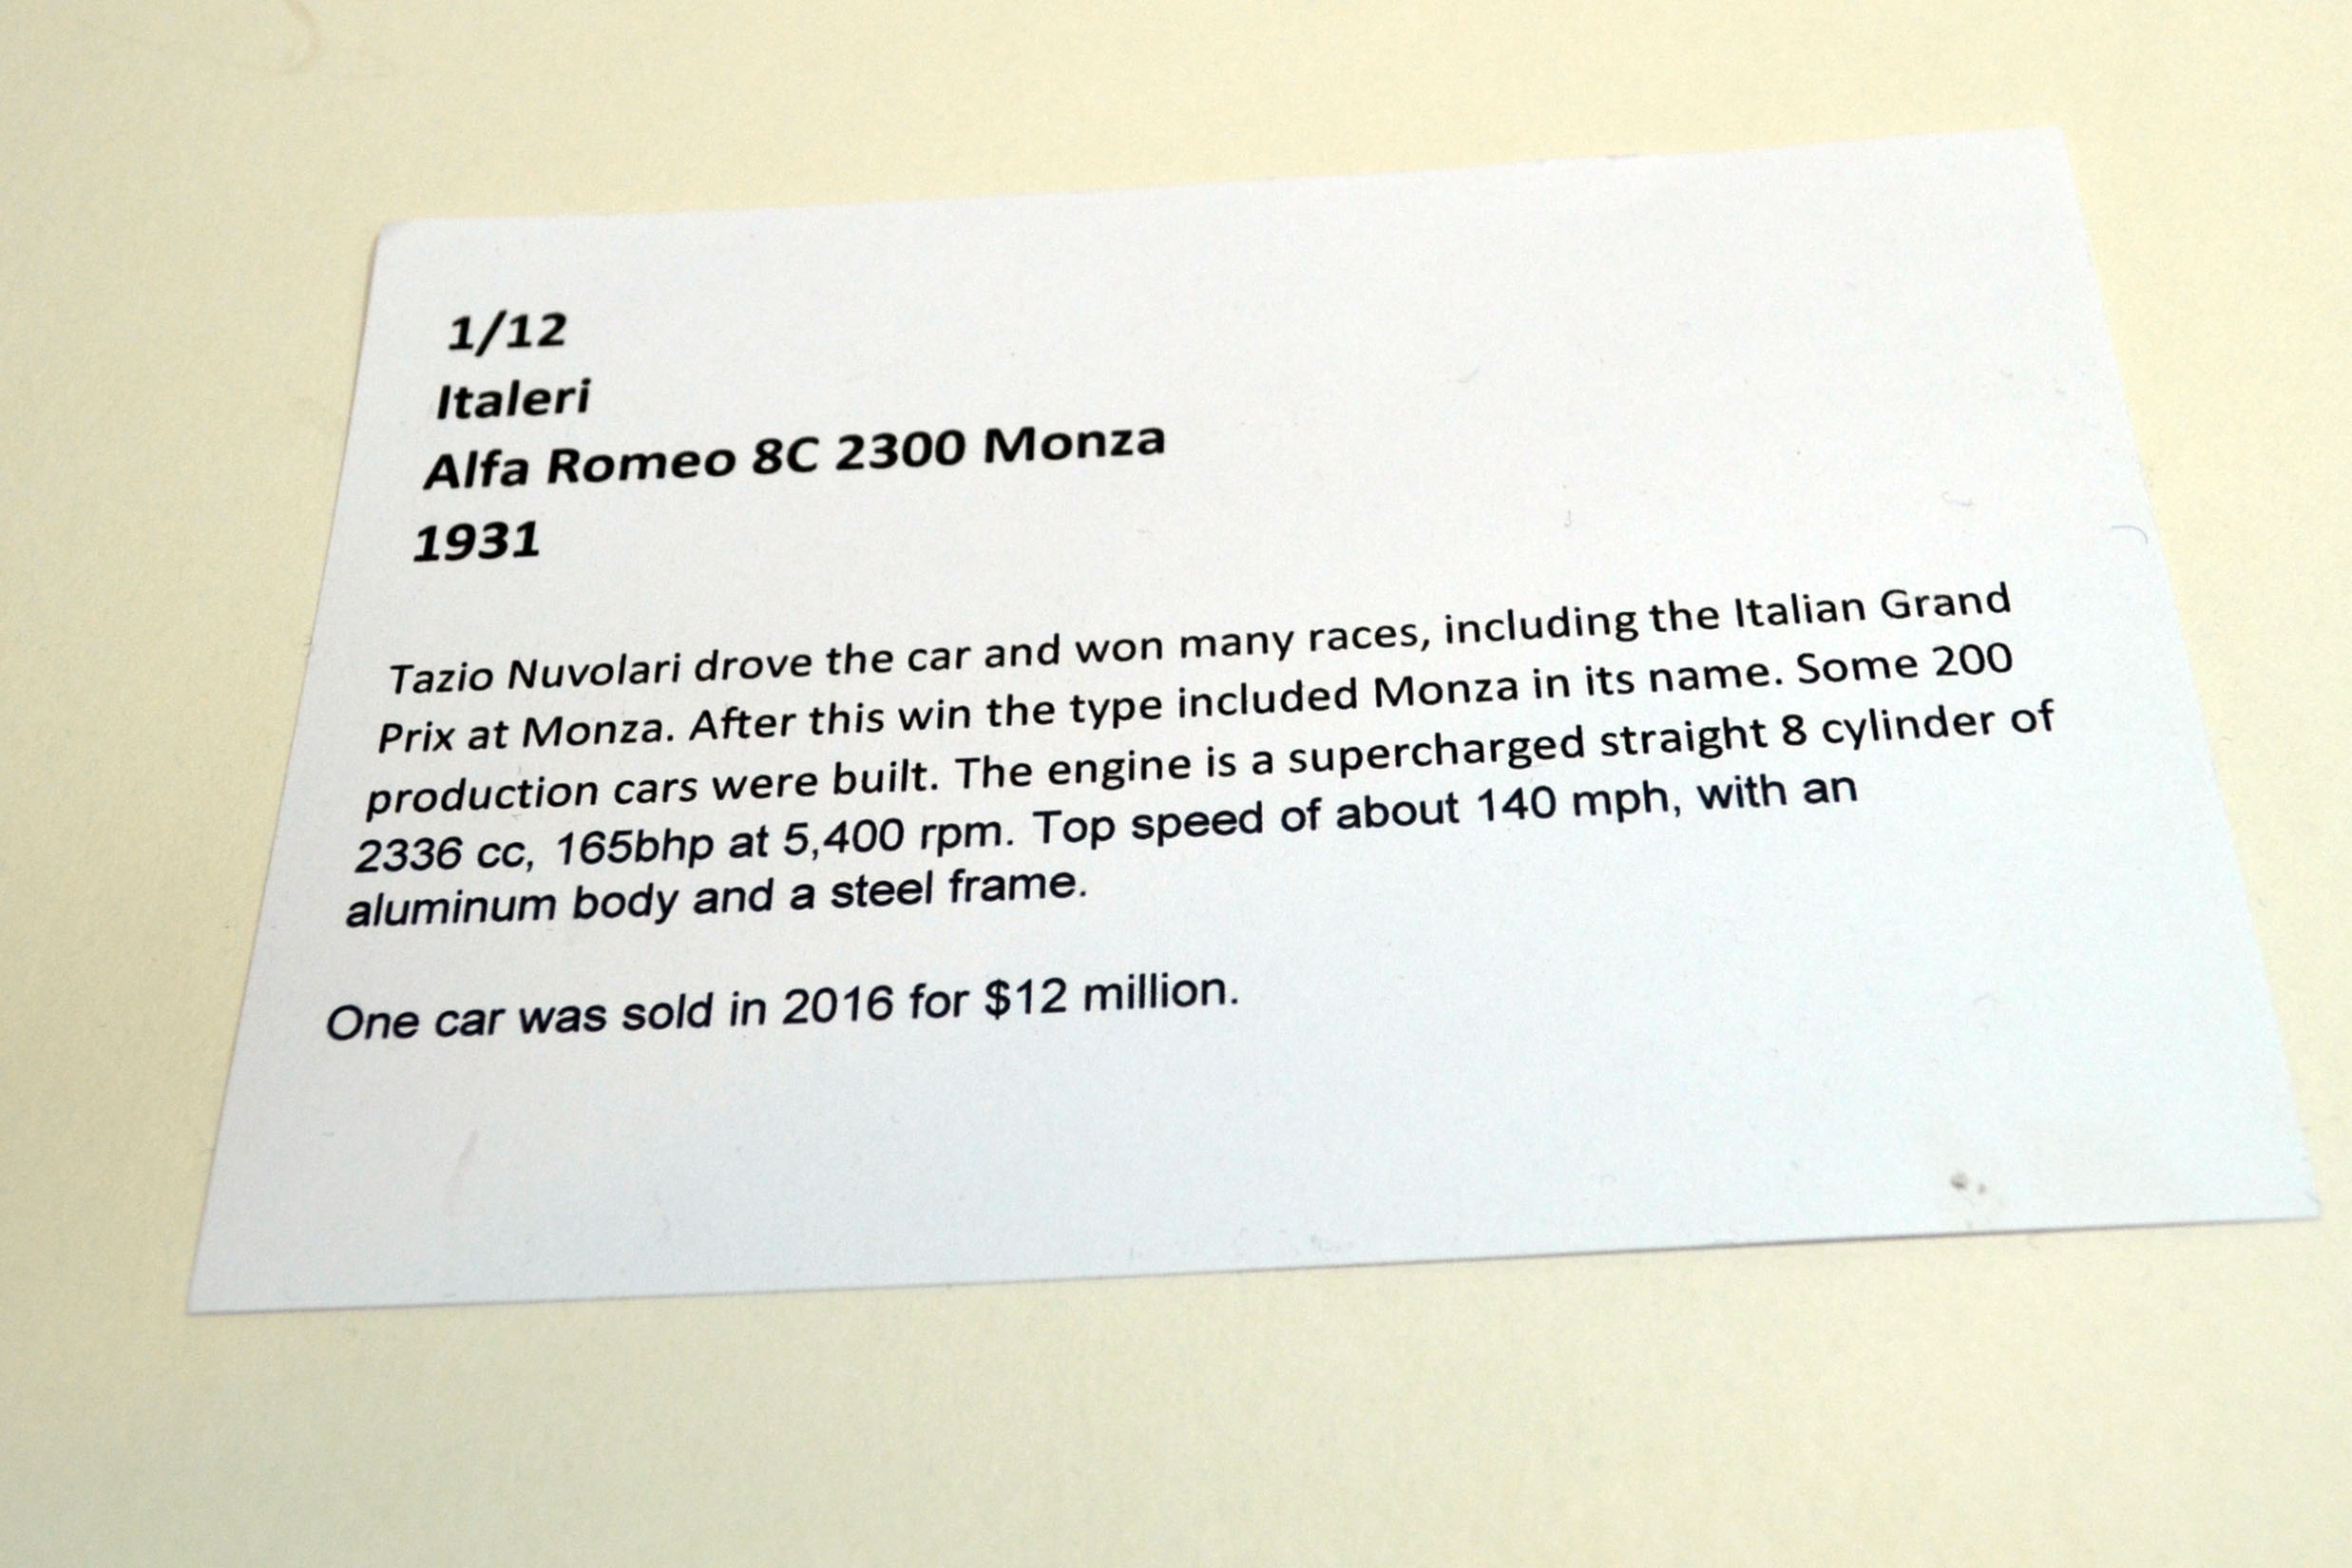 1/12
Italeri
Alfa Romeo 8C 2300 Monza
1931
Tazio Nuvolari drove the car and won many races, including the Italian Grand
Prix at Monza. After this win the type included Monza in its name. Some 200
production cars were built. The engine is a supercharged straight 8 cylinder of
2336 cc, 165bhp at 5,400 rpm. Top speed of about 140 mph, with an
aluminum body and a steel frame.
One car was sold in 2016 for $12 million.